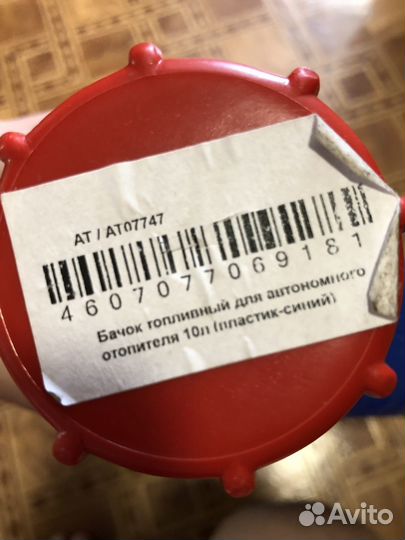 AT / AT07747
4607077069181
Бачок топливный для автономного
отопителя 10л (пластик-синий)
Avito